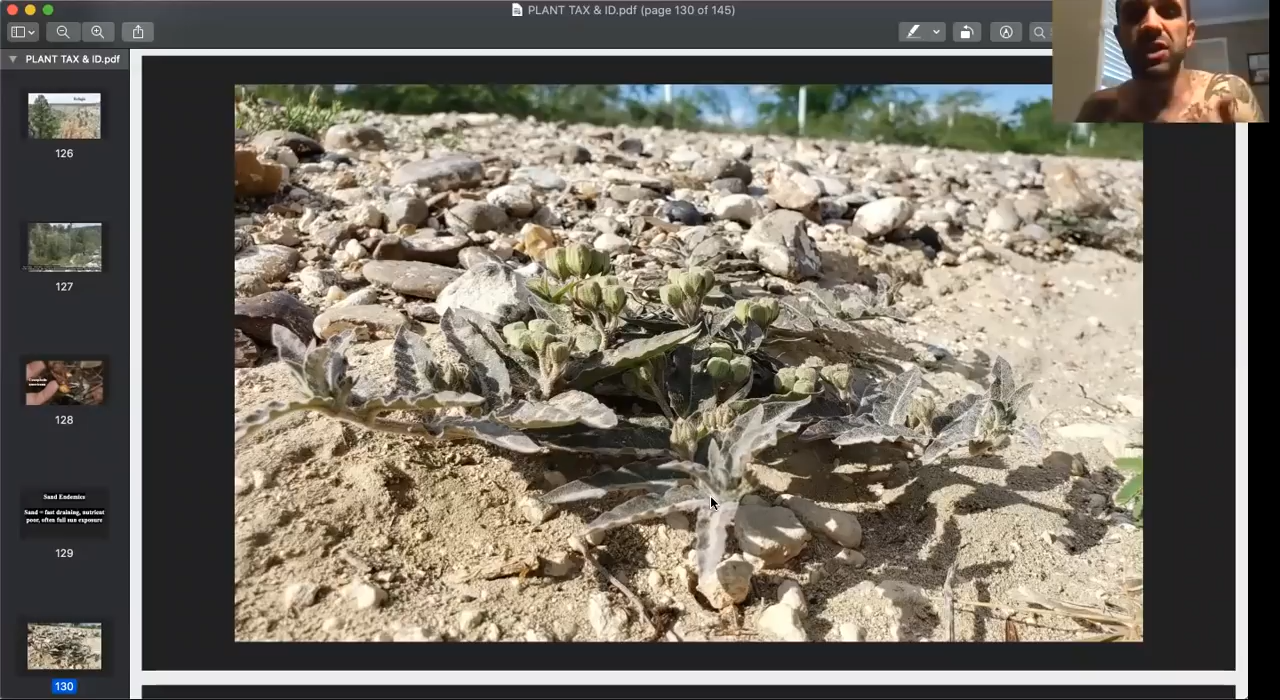 PLANT TAX & ID.pdf (page 130 of 145)
PLANT TAX & ID.pdf
126
127
128
Sand Endemics
Sand = fast draining, nutrient
poor, often full sun exposure
129
130